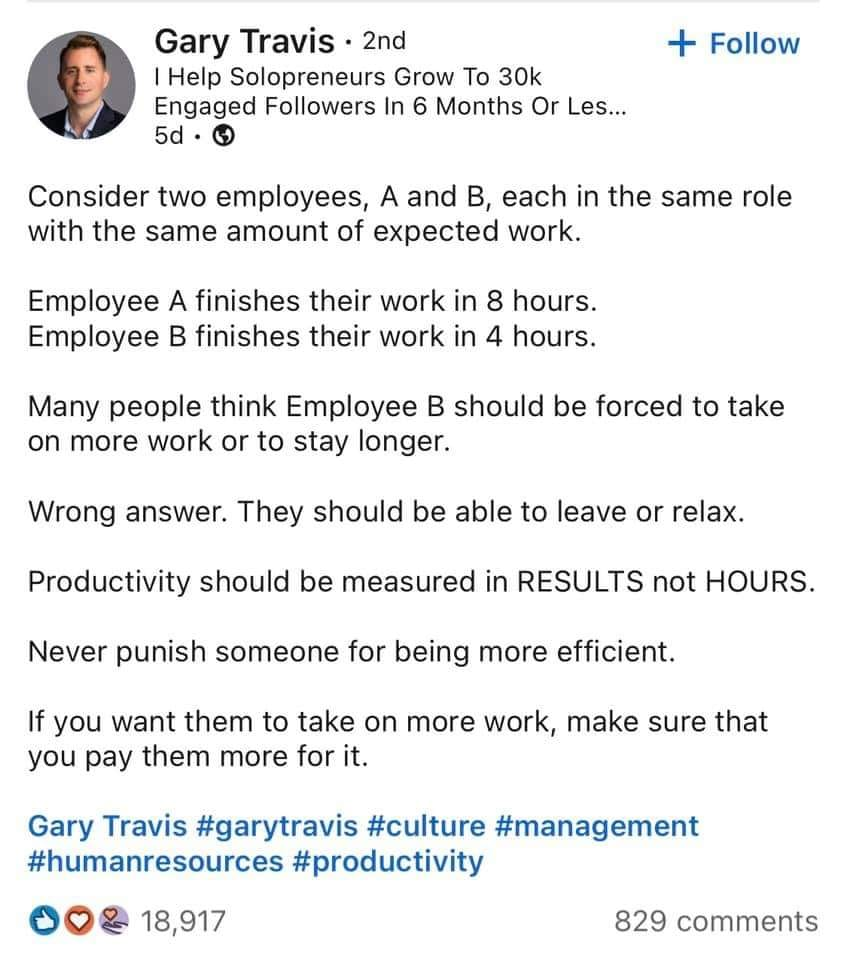 Gary Travis · 2nd
+ Follow
I Help Solopreneurs Grow To 30k
Engaged Followers In 6 Months Or Les...
5d ·
Consider two employees, A and B, each in the same role
with the same amount of expected work.
Employee A finishes their work in 8 hours.
Employee B finishes their work in 4 hours.
Many people think Employee B should be forced to take
on more work or to stay longer.
Wrong answer. They should be able to leave or relax.
Productivity should be measured in RESULTS not HOURS.
Never punish someone for being more efficient.
If you want them to take on more work, make sure that
you pay them more for it.
Gary Travis #garytravis #culture #management
#humanresources #productivity
18,917
829 comments